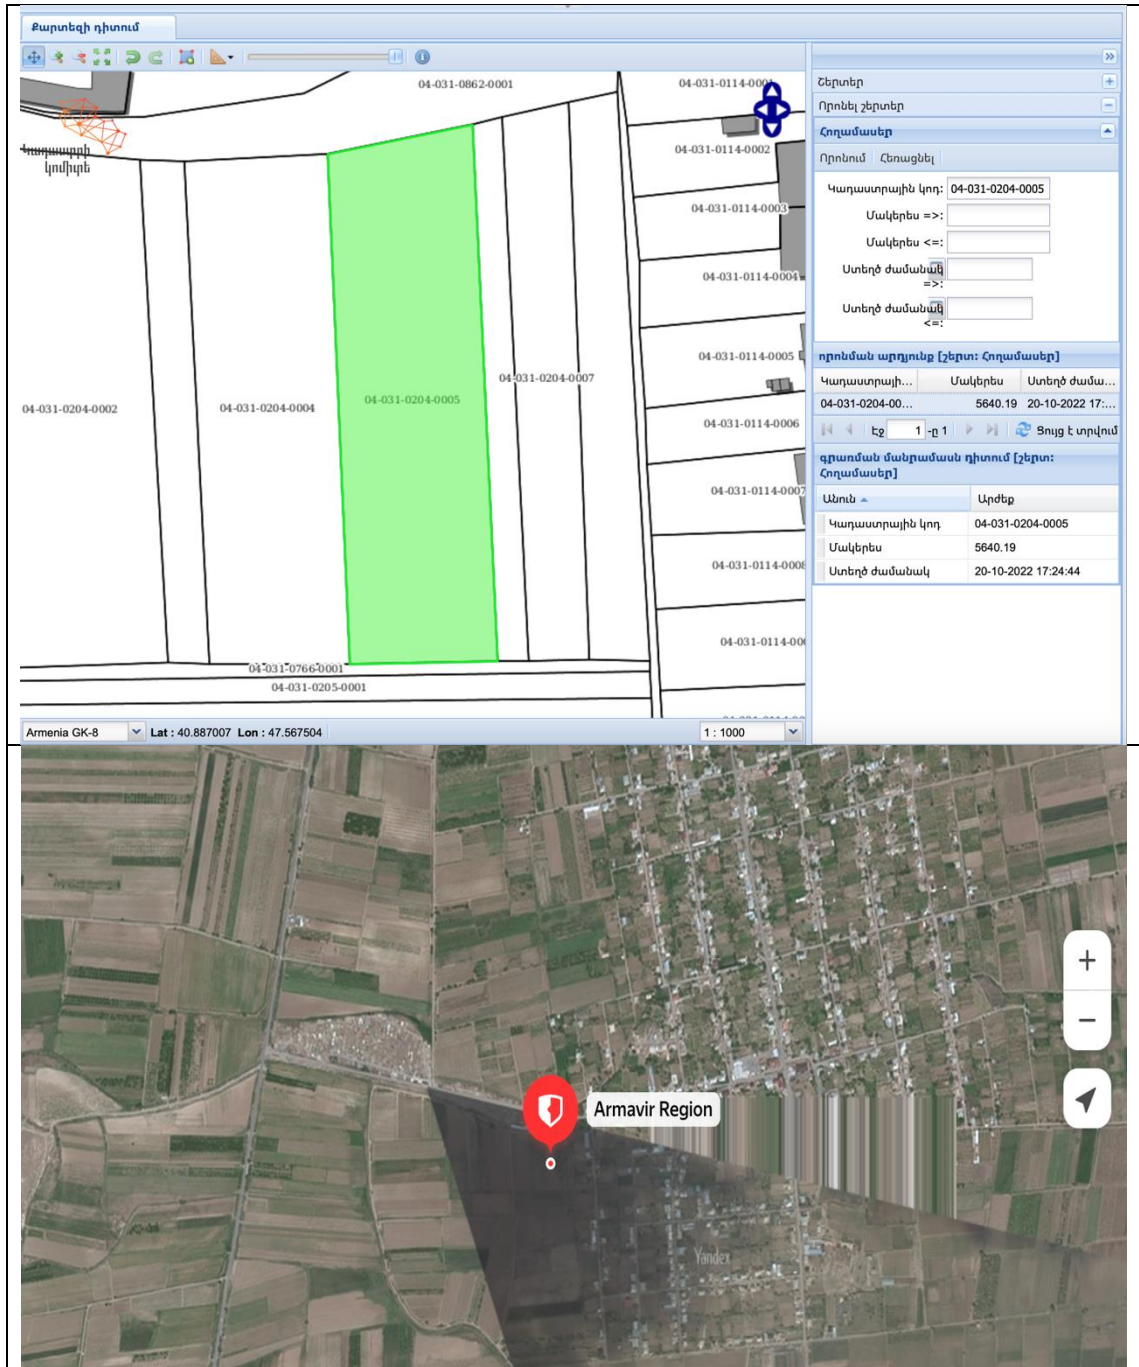 Քարտեզի դիտում
04-031-0862-0001
04-031-0114-0001
04-031-0114-0002
04-031-0114-0003
04-031-0114-0004
04-031-0114-0005
04-031-0114-0006
04-031-0114-0007
04-031-0114-0008
04-031-0114-00
Կադաստրի
կոմիտե
04-031-0204-0002
04-031-0204-0004
04-031-0204-0005
04-031-0204-0007
04-031-0766-0001
04-031-0205-0001
Armenia GK-8 Lat : 40.887007 Lon : 47.567504 1 : 1000
Շերտեր
Որոնել շերտեր
Հողամասեր
Որոնում Հեռացնել
Կադաստրային կոդ: 04-031-0204-0005
Մակերես =>:
Մակերես <=:
Ստեղծ ժամանակ
=>:
Ստեղծ ժամանակ
<=:
որոնման արդյունք [շերտ: Հողամասեր]
Կադաստրայի... Մակերես Ստեղծ ժամա...
04-031-0204-00... 5640.19 20-10-2022 17:...
Էջ 1 -ը 1 Ցույց է տրվում
գրառման մանրամասն դիտում [շերտ:
Հողամասեր]
Անուն Արժեք
Կադաստրային կոդ 04-031-0204-0005
Մակերես 5640.19
Ստեղծ ժամանակ 20-10-2022 17:24:44
Armavir Region
Yandex